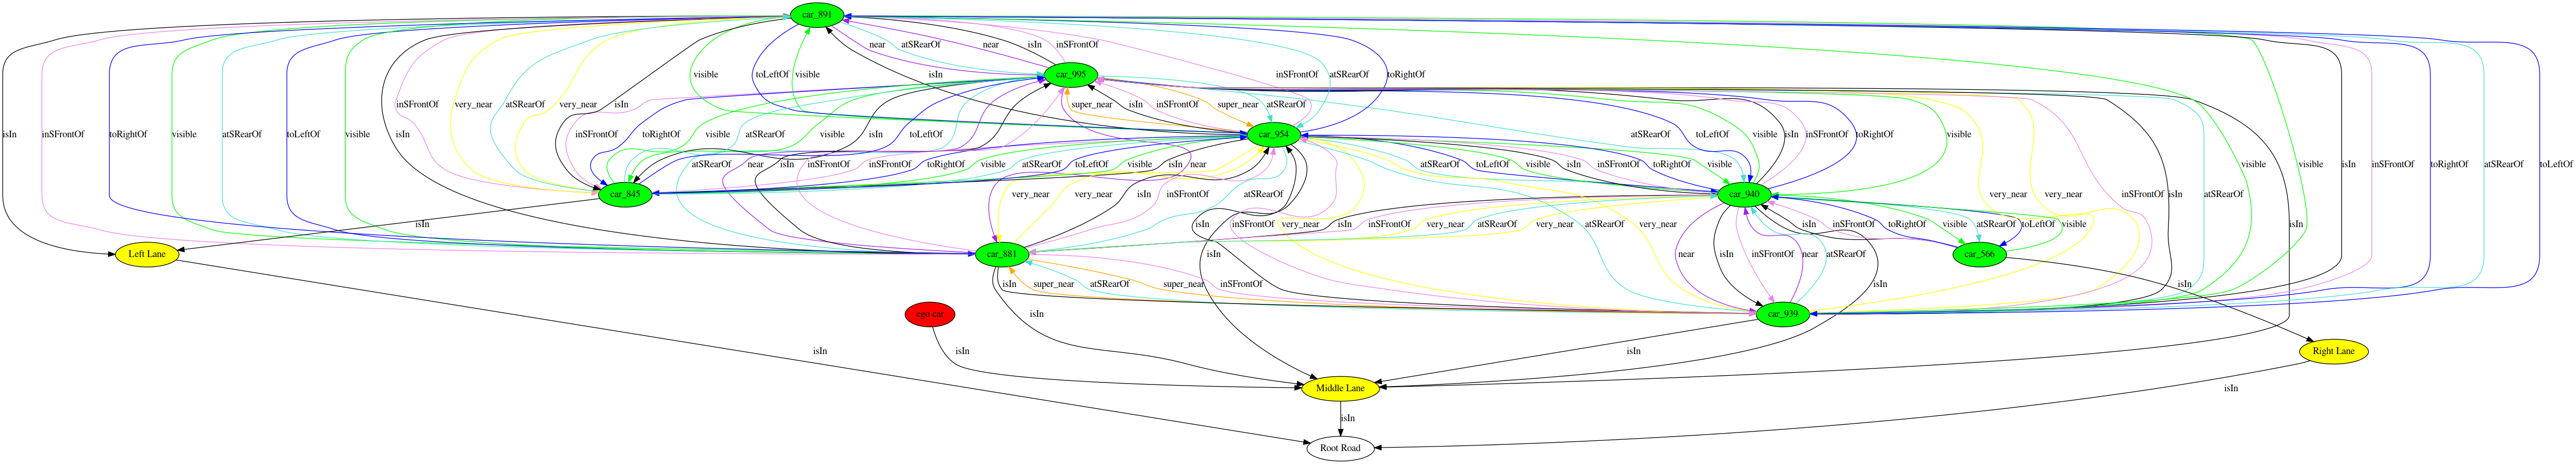 car_891
near atSRearOf near isIn inSFrontOf
car_995
visible toLeftOf visible isIn inSFrontOf atSRearOf toRightOf
inSFrontOf very_near atSRearOf very_near isIn super_near isIn inSFrontOf super_near atSRearOf
isIn inSFrontOf toRightOf visible atSRearOf toLeftOf visible isIn inSFrontOf toRightOf visible atSRearOf visible isIn toLeftOf car_954 atSRearOf toLeftOf visible isIn inSFrontOf toRightOf visible visible visible isIn inSFrontOf toRightOf atSRearOf toLeftOf
atSRearOf near isIn inSFrontOf inSFrontOf toRightOf visible atSRearOf toLeftOf visible isIn near atSRearOf toLeftOf visible isIn inSFrontOf toRightOf visible
car_845 very_near very_near isIn inSFrontOf atSRearOf car_940 very_near very_near inSFrontOf isIn atSRearOf
isIn isIn inSFrontOf very_near isIn inSFrontOf very_near atSRearOf very_near atSRearOf very_near isIn inSFrontOf visible atSRearOf toLeftOf visible isIn
Left Lane car_881 isIn near isIn inSFrontOf near atSRearOf car_566
isIn super_near atSRearOf super_near inSFrontOf isIn
ego car isIn car_939
isIn isIn isIn Right Lane
Middle Lane isIn
isIn
Root Road